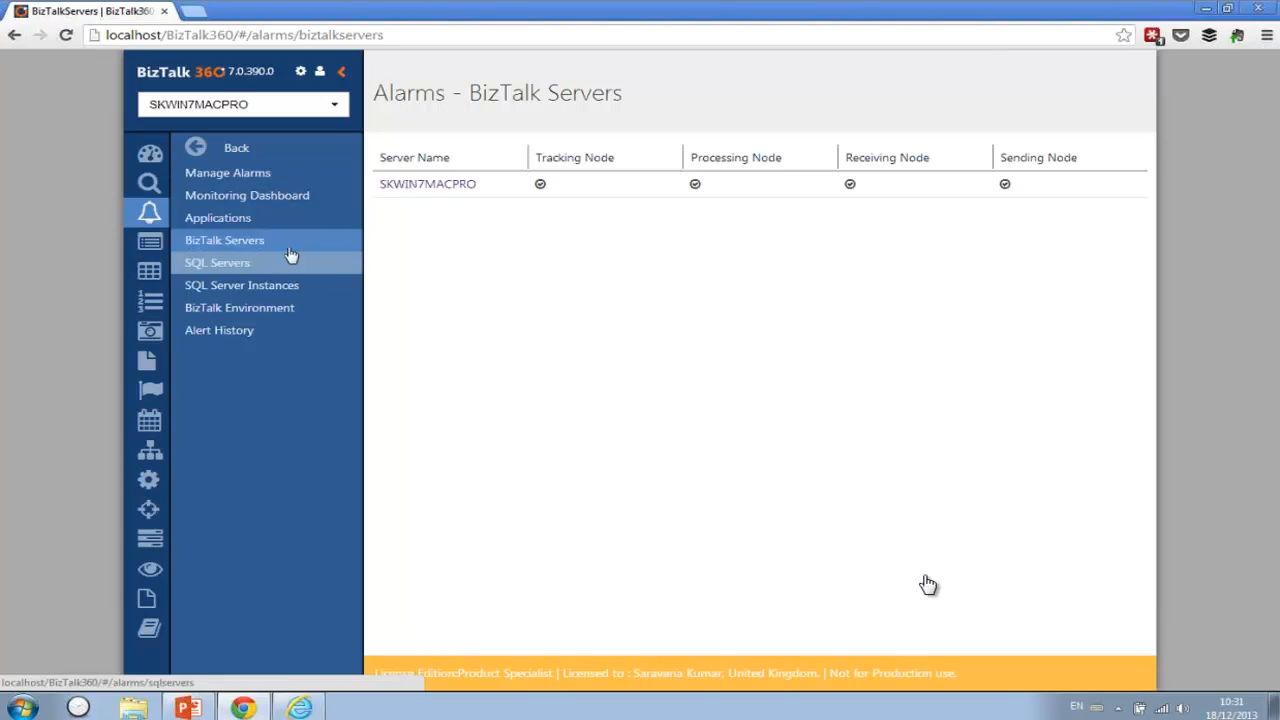 BizTalkServers | BizTalk360
localhost/BizTalk360/#/alarms/biztalkservers
BizTalk 360 7.0.390.0
SKWIN7MACPRO
Alarms - BizTalk Servers
Back
Manage Alarms
Monitoring Dashboard
Applications
BizTalk Servers
SQL Servers
SQL Server Instances
BizTalk Environment
Alert History
Server Name Tracking Node Processing Node Receiving Node Sending Node
SKWIN7MACPRO
License Edition:Product Specialist | Licensed to : Saravana Kumar, United Kingdom. | Not for Production use.
localhost/BizTalk360/#/alarms/sqlservers
EN
10:31
18/12/2013